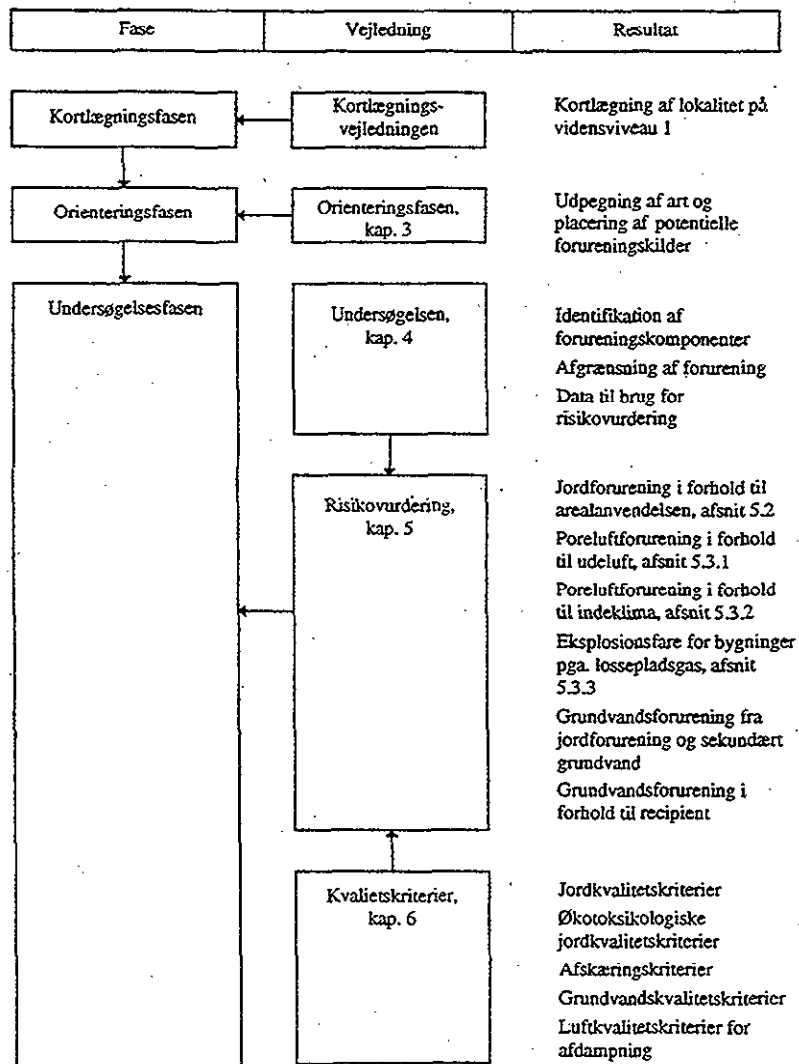 Fase
Vejledning
Resultat
Kortlægningsfasen
Kortlægnings-
vejledningen
Kortlægning af lokalitet på
vidensviveau 1
Orienteringsfasen
Orienteringsfasen,
kap. 3
Udpegning af art og
placering af potentielle
forureningskilder
Undersøgelsesfasen
Undersøgelsen,
kap. 4
Identifikation af
forureningskomponenter
Afgrænsning af forurening
Data til brug for
risikovurdering
Risikovurdering,
kap. 5
Jordforurening i forhold til
arealanvendelsen, afsnit 5.2
Poreluftforurening i forhold
til udeluft, afsnit 5.3.1
Poreluftforurening i forhold
til indeklima, afsnit 5.3.2
Eksplosionsfare for bygninger
pga. lossepladsgas, afsnit
5.3.3
Grundvandsforurening fra
jordforurening og sekundært
grundvand
Grundvandsforurening i
forhold til recipient
Kvalietskriterier,
kap. 6
Jordkvalitetskriterier
Økotoksikologiske
jordkvalitetskriterier
Afskæringskriterier
Grundvandskvalitetskriterier
Luftkvalitetskriterier for
afdampning